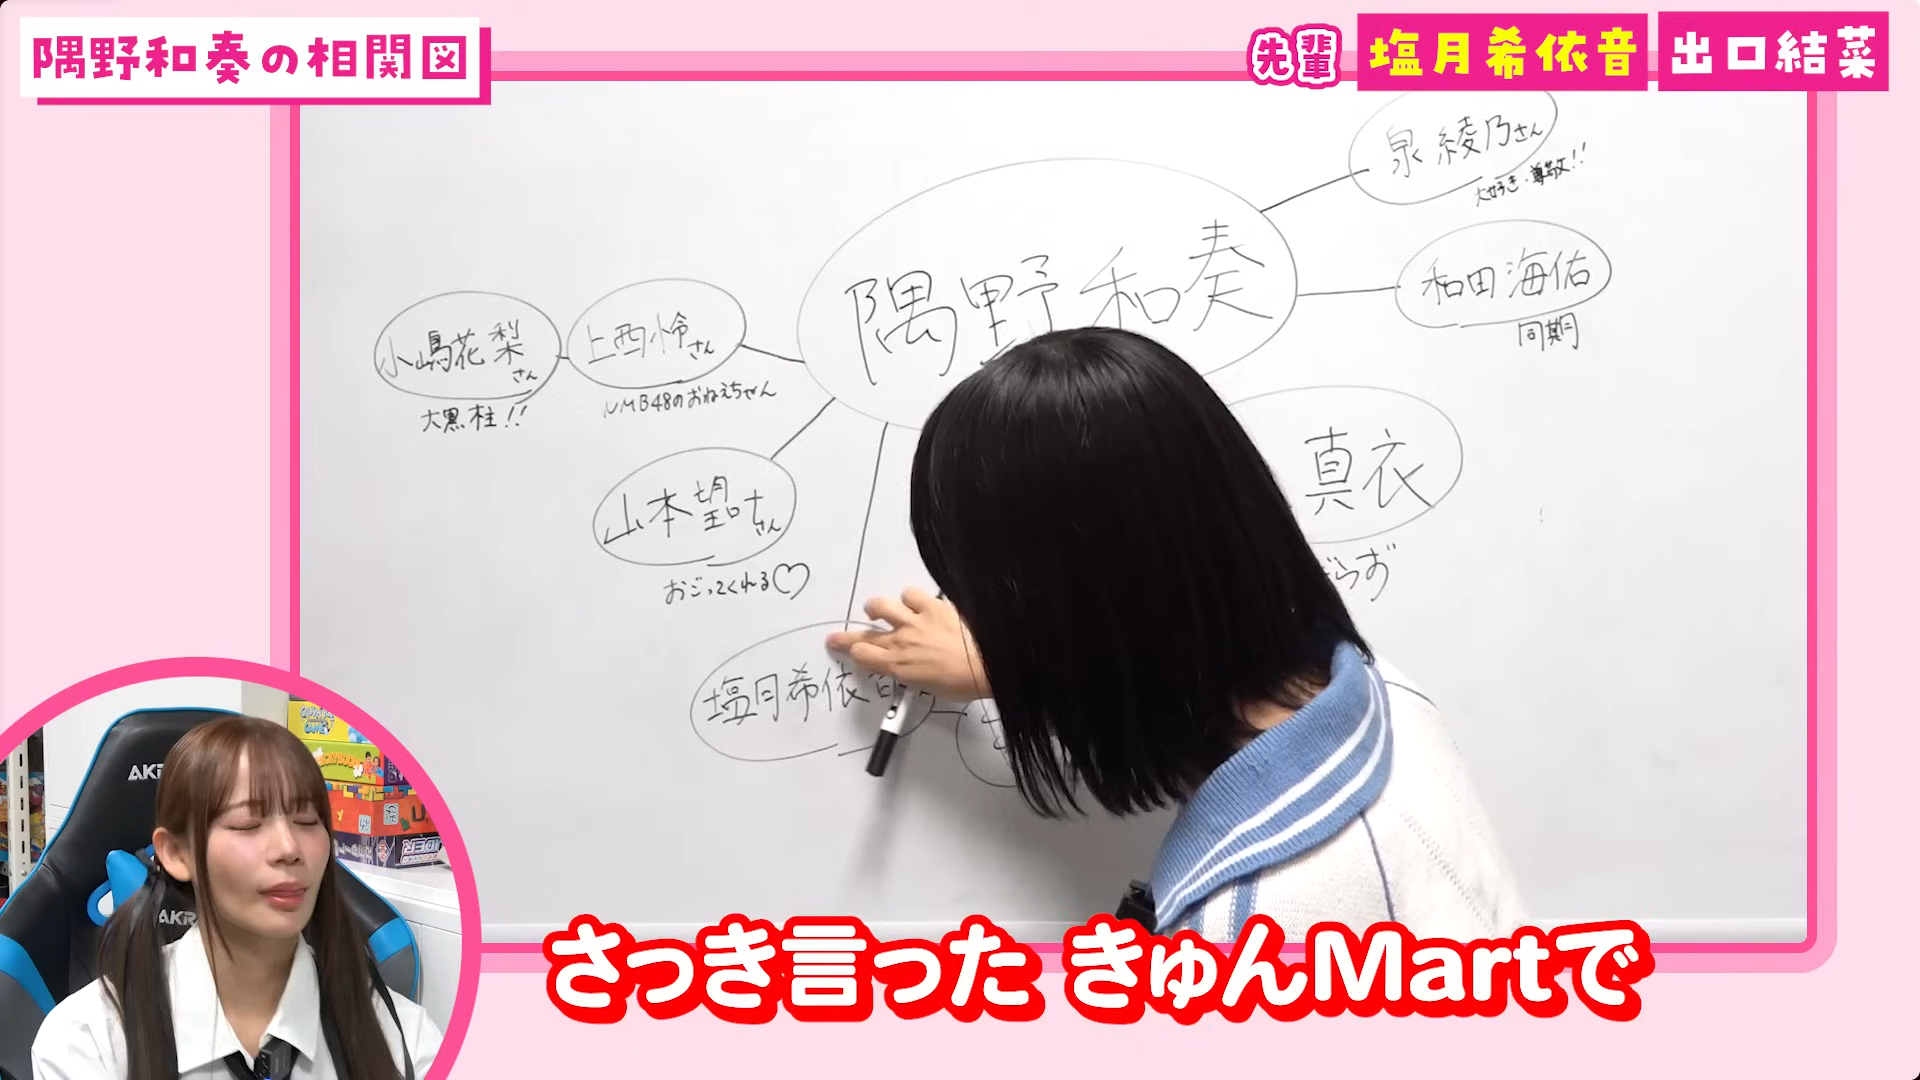 隅野和奏の相関図
先輩 塩月希依音 出口結菜
泉綾乃さん
大好き・尊敬!!
隅野和奏
和田海佑
同期
小嶋花梨さん
大黒柱!!
上西怜さん
NMB48のおねえちゃん
真衣
らず
山本望叶さん
おごってくれる♡
塩月希依音
さっき言った きゅんMartで